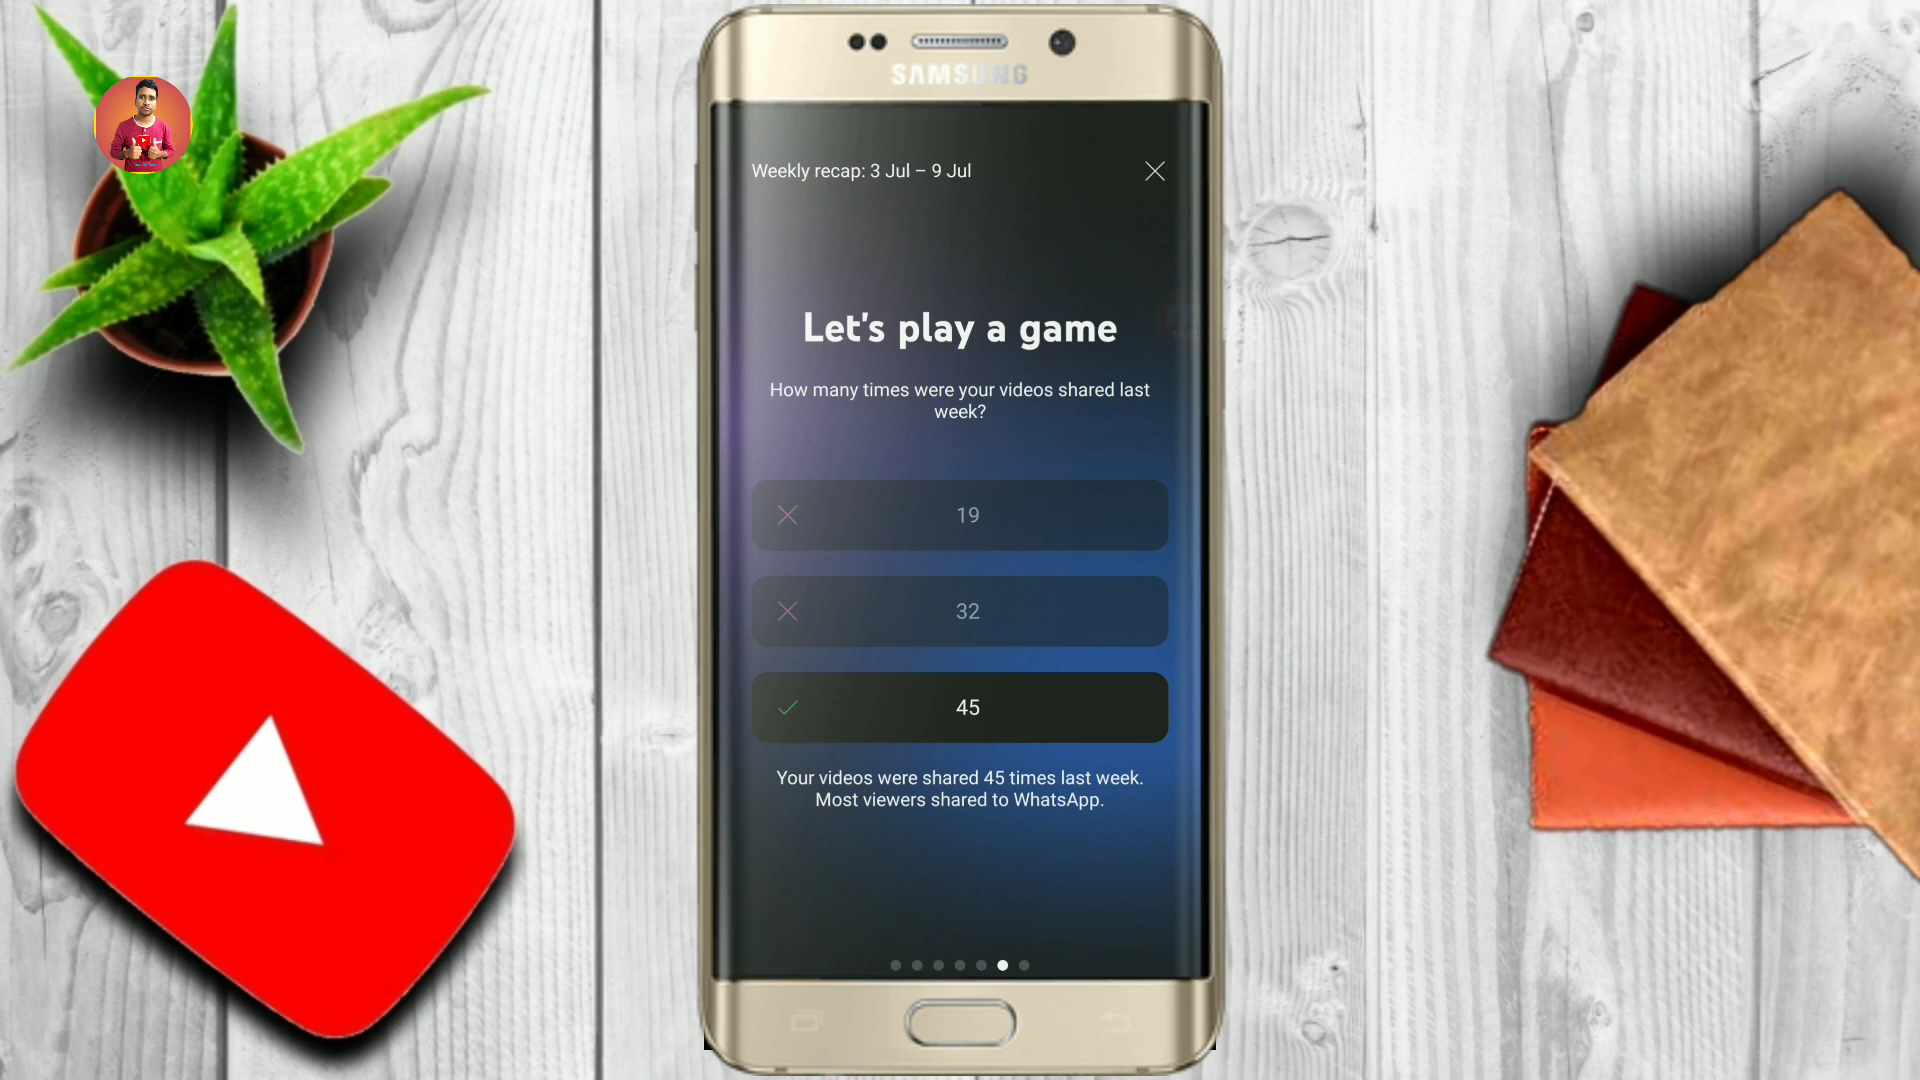 SAMSUNG
Weekly recap: 3 Jul – 9 Jul
Let's play a game
How many times were your videos shared last
week?
19
32
45
Your videos were shared 45 times last week.
Most viewers shared to WhatsApp.